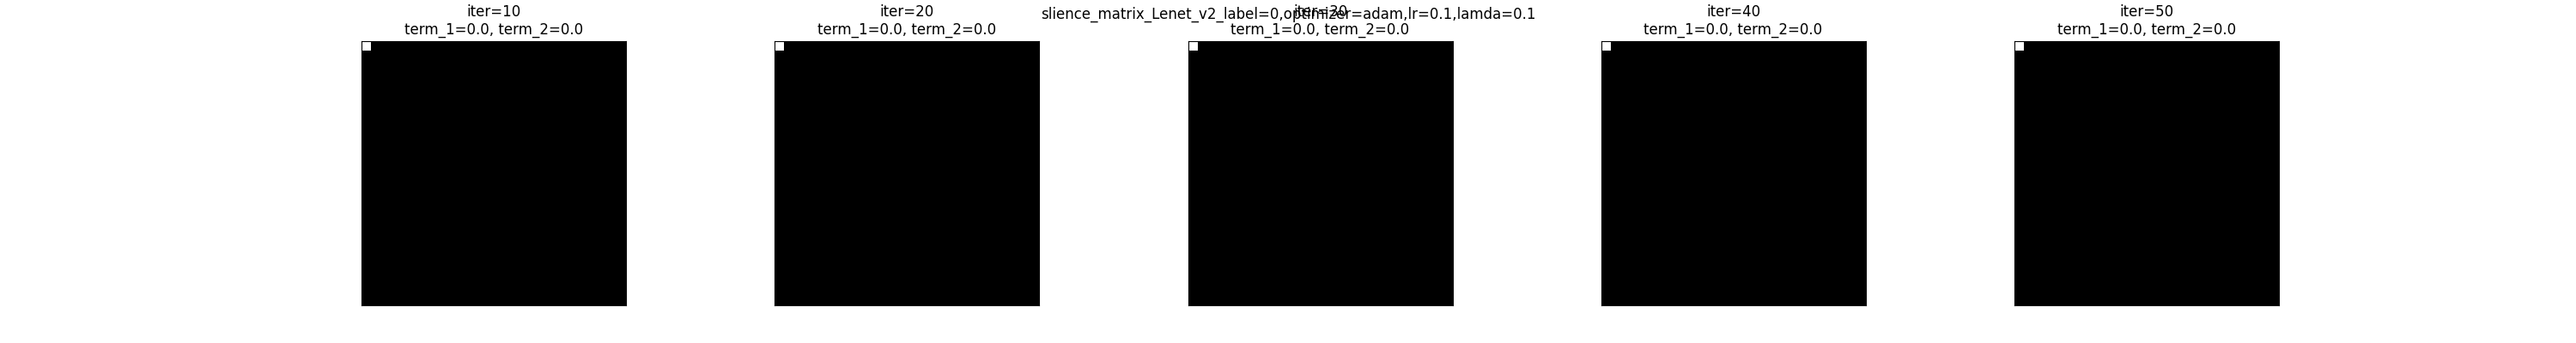 slience_matrix_Lenet_v2_label=0,optimizer=adam,lr=0.1,lamda=0.1
iter=10
term_1=0.0, term_2=0.0
iter=20
term_1=0.0, term_2=0.0
iter=30
term_1=0.0, term_2=0.0
iter=40
term_1=0.0, term_2=0.0
iter=50
term_1=0.0, term_2=0.0